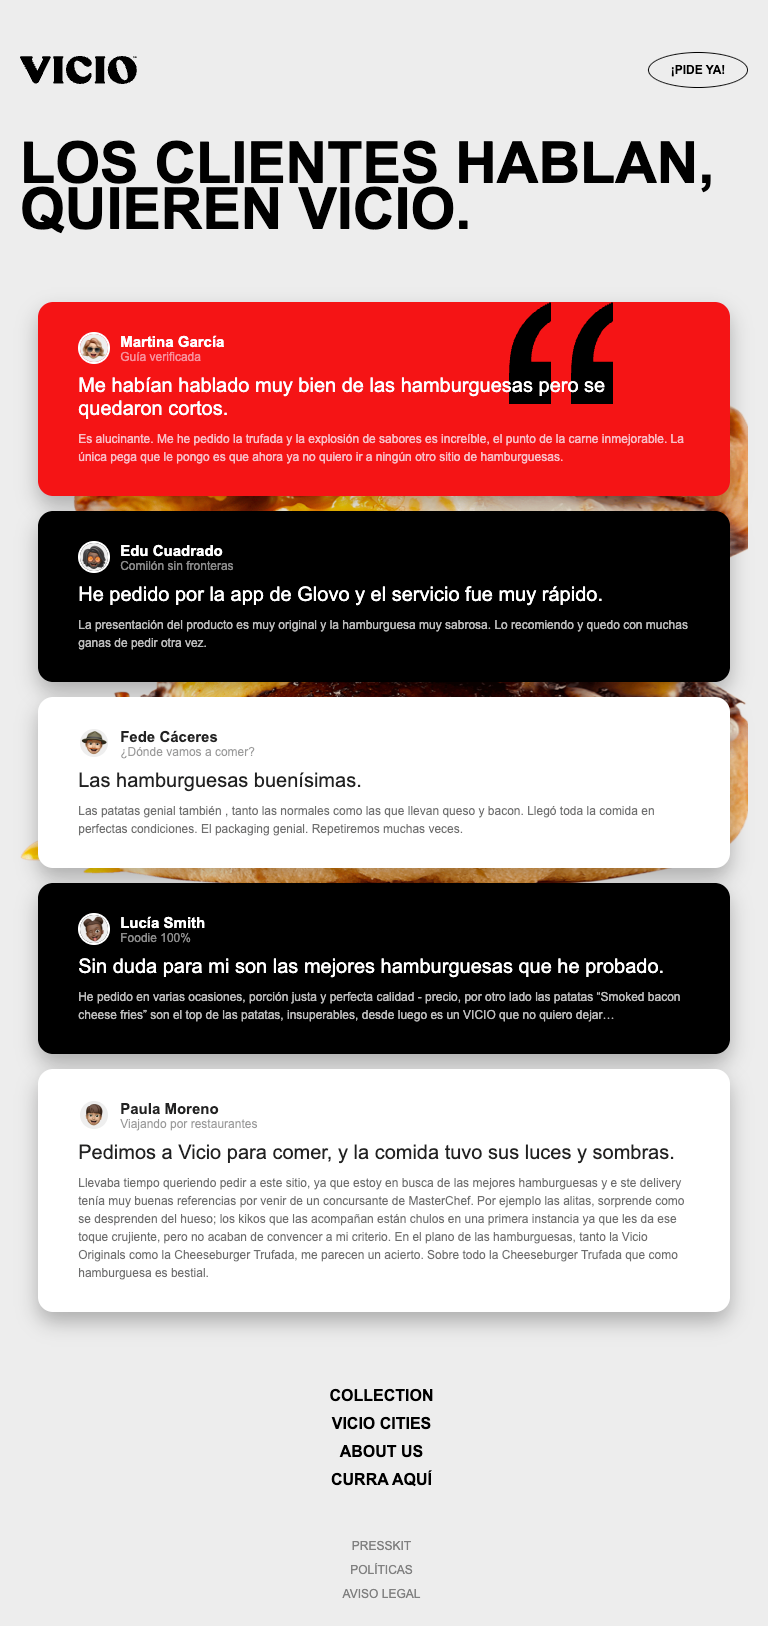 VICIO
¡PIDE YA!
LOS CLIENTES HABLAN,
QUIEREN VICIO.
Martina García
Guía verificada
Me habían hablado muy bien de las hamburguesas pero se
quedaron cortos.
Es alucinante. Me he pedido la trufada y la explosión de sabores es increíble, el punto de la carne inmejorable. La
única pega que le pongo es que ahora ya no quiero ir a ningún otro sitio de hamburguesas.
Edu Cuadrado
Comilón sin fronteras
He pedido por la app de Glovo y el servicio fue muy rápido.
La presentación del producto es muy original y la hamburguesa muy sabrosa. Lo recomiendo y quedo con muchas
ganas de pedir otra vez.
Fede Cáceres
¿Dónde vamos a comer?
Las hamburguesas buenísimas.
Las patatas genial también , tanto las normales como las que llevan queso y bacon. Llegó toda la comida en
perfectas condiciones. El packaging genial. Repetiremos muchas veces.
Lucía Smith
Foodie 100%
Sin duda para mi son las mejores hamburguesas que he probado.
He pedido en varias ocasiones, porción justa y perfecta calidad - precio, por otro lado las patatas “Smoked bacon
cheese fries” son el top de las patatas, insuperables, desde luego es un VICIO que no quiero dejar…
Paula Moreno
Viajando por restaurantes
Pedimos a Vicio para comer, y la comida tuvo sus luces y sombras.
Llevaba tiempo queriendo pedir a este sitio, ya que estoy en busca de las mejores hamburguesas y e ste delivery
tenía muy buenas referencias por venir de un concursante de MasterChef. Por ejemplo las alitas, sorprende como
se desprenden del hueso; los kikos que las acompañan están chulos en una primera instancia ya que les da ese
toque crujiente, pero no acaban de convencer a mi criterio. En el plano de las hamburguesas, tanto la Vicio
Originals como la Cheeseburger Trufada, me parecen un acierto. Sobre todo la Cheeseburger Trufada que como
hamburguesa es bestial.
COLLECTION
VICIO CITIES
ABOUT US
CURRA AQUÍ
PRESSKIT
POLÍTICAS
AVISO LEGAL